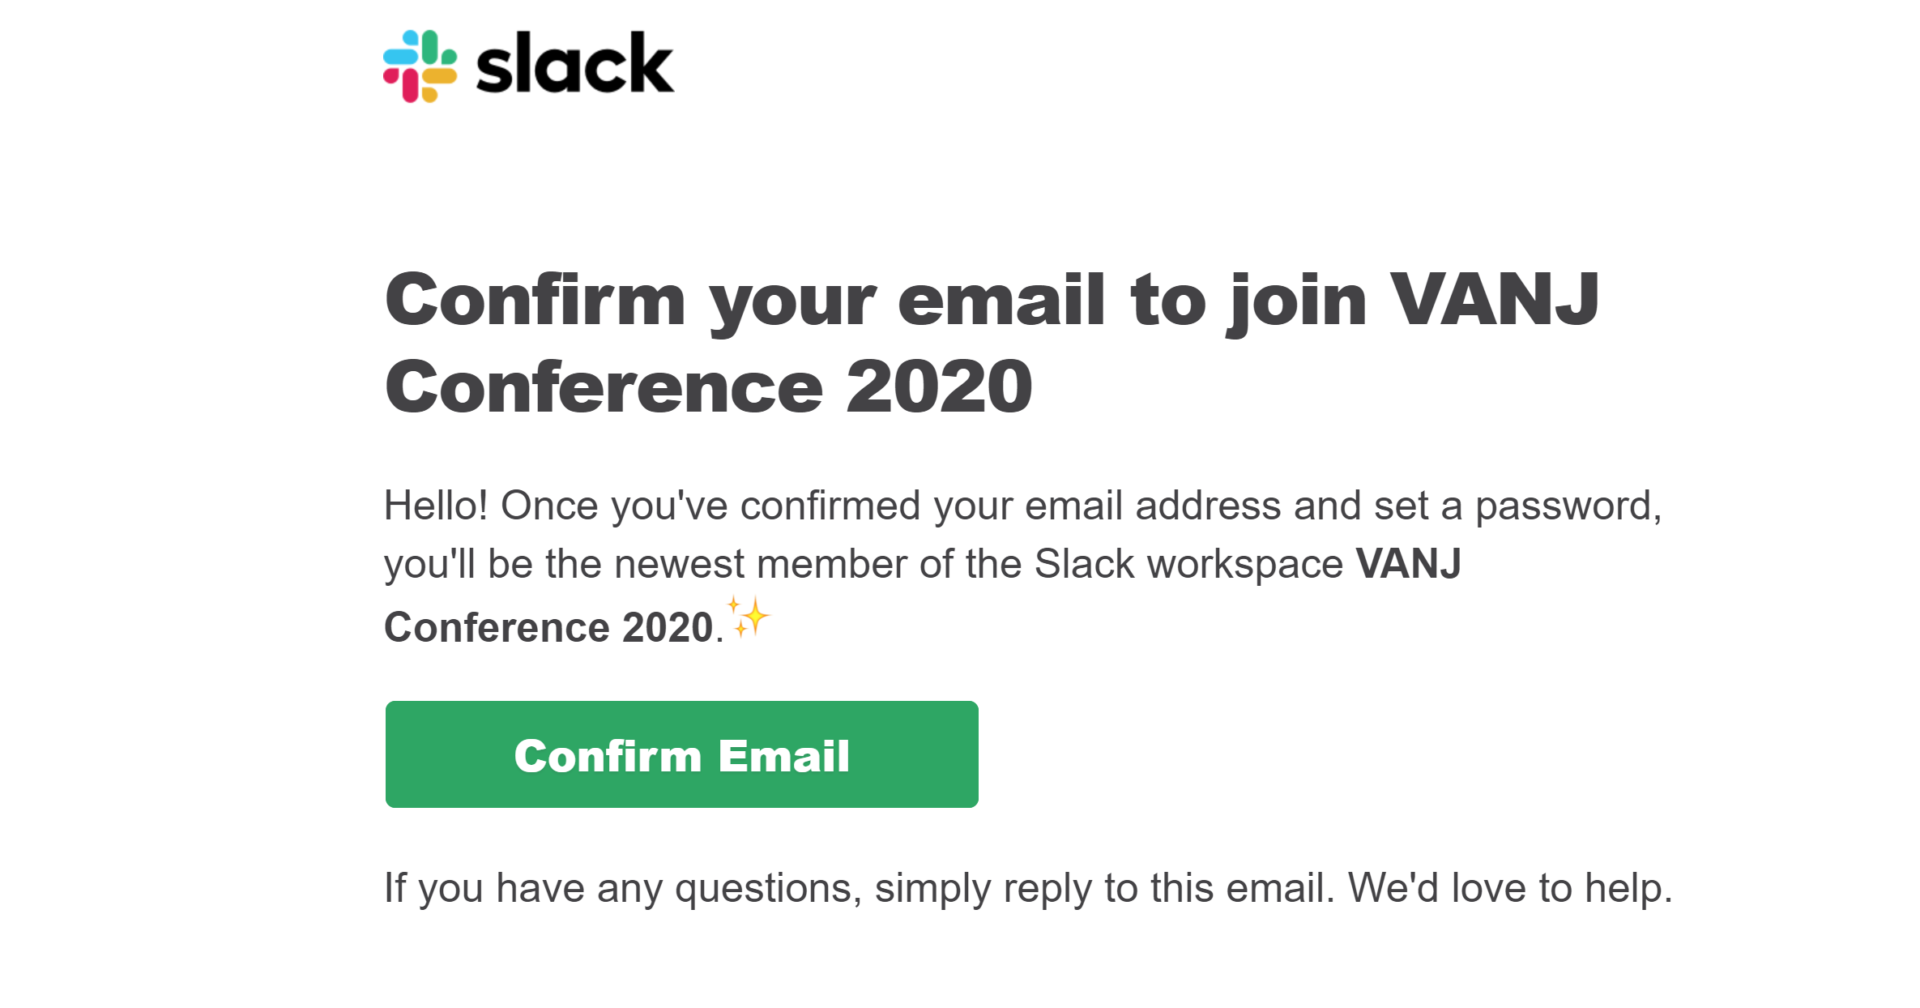 slack
Confirm your email to join VANJ
Conference 2020
Hello! Once you've confirmed your email address and set a password,
you'll be the newest member of the Slack workspace VANJ
Conference 2020.✨
Confirm Email
If you have any questions, simply reply to this email. We'd love to help.